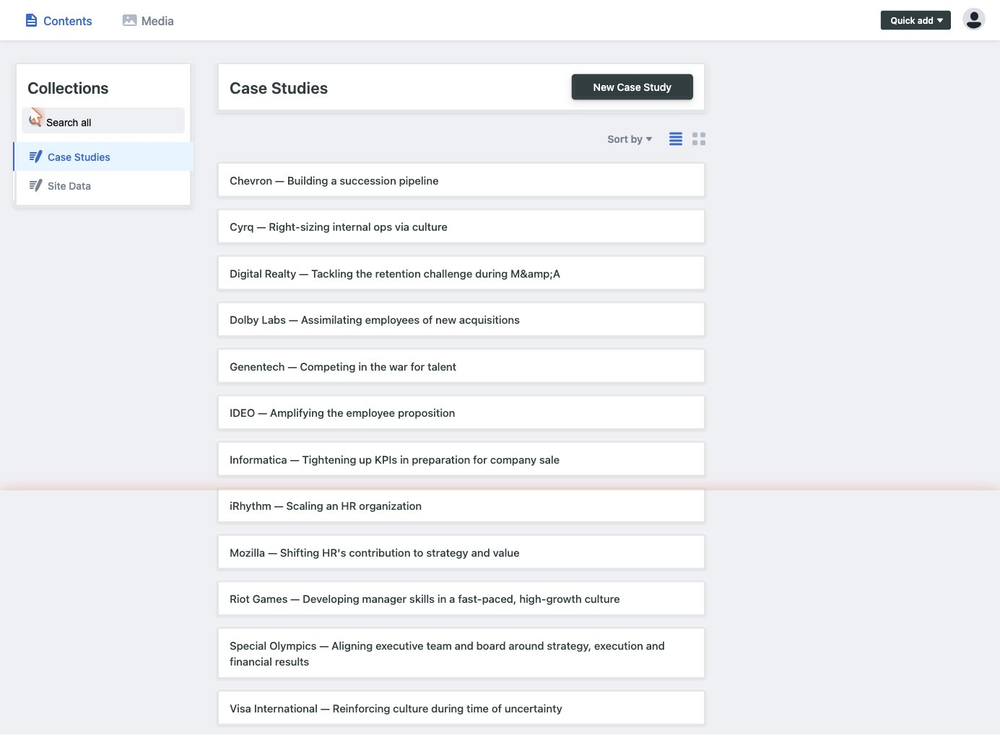 Contents
Media
Quick add
Collections
Search all
Case Studies
Site Data
Case Studies
New Case Study
Sort by
Chevron — Building a succession pipeline
Cyrq — Right-sizing internal ops via culture
Digital Realty — Tackling the retention challenge during M&amp;A
Dolby Labs — Assimilating employees of new acquisitions
Genentech — Competing in the war for talent
IDEO — Amplifying the employee proposition
Informatica — Tightening up KPIs in preparation for company sale
iRhythm — Scaling an HR organization
Mozilla — Shifting HR's contribution to strategy and value
Riot Games — Developing manager skills in a fast-paced, high-growth culture
Special Olympics — Aligning executive team and board around strategy, execution and
financial results
Visa International — Reinforcing culture during time of uncertainty